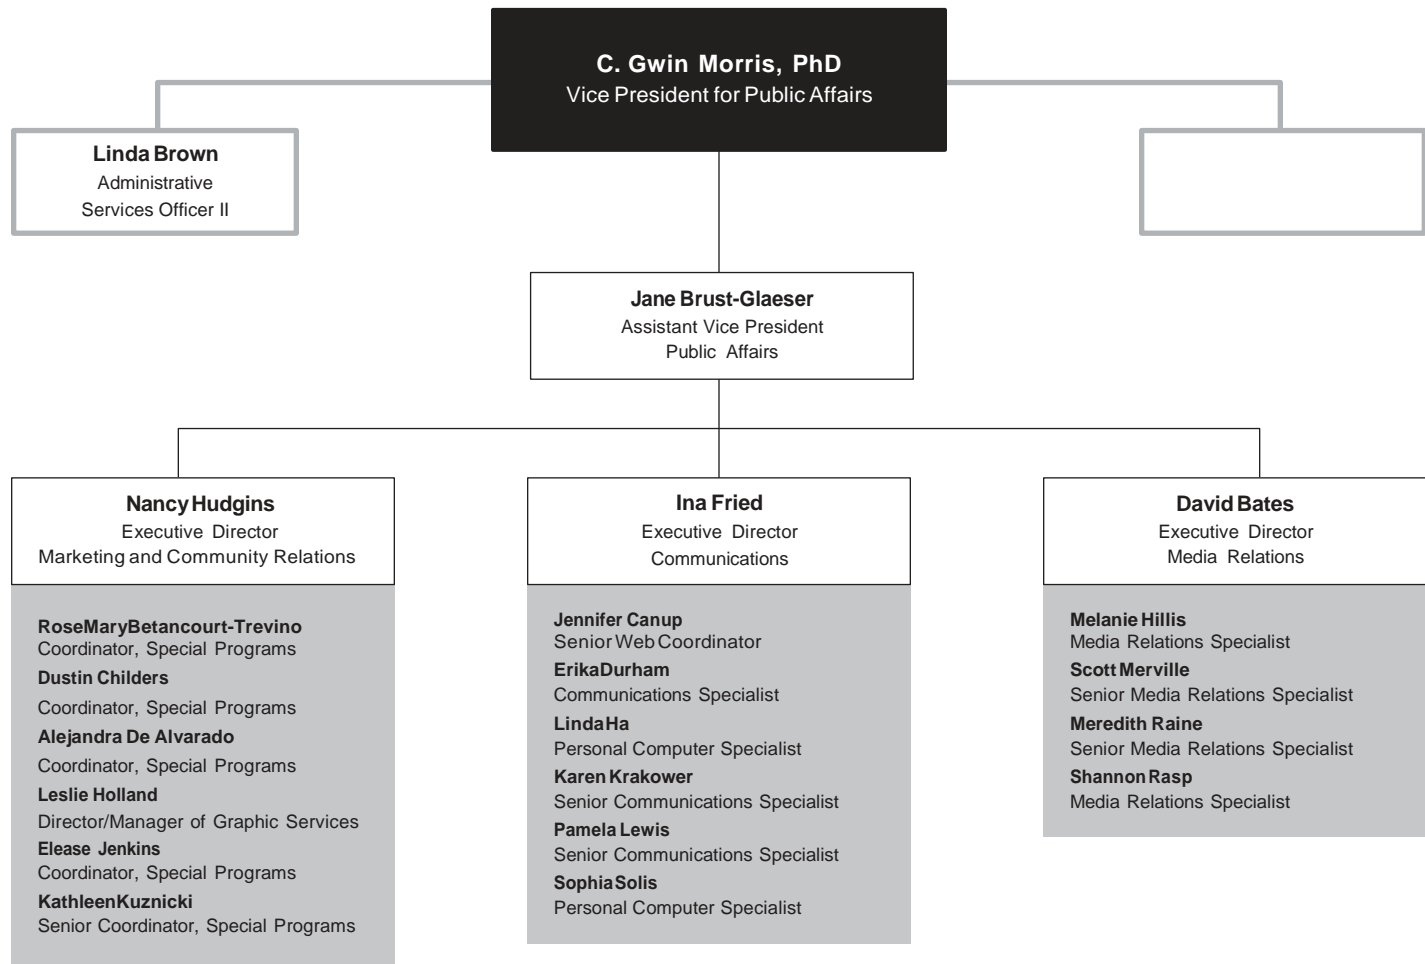 C. Gwin Morris, PhD
Vice President for Public Affairs
Linda Brown
Administrative
Services Officer II
Jane Brust-Glaeser
Assistant Vice President
Public Affairs
Nancy Hudgins
Executive Director
Marketing and Community Relations
RoseMaryBetancourt-Trevino
Coordinator, Special Programs
Dustin Childers
Coordinator, Special Programs
Alejandra De Alvarado
Coordinator, Special Programs
Leslie Holland
Director/Manager of Graphic Services
Elease Jenkins
Coordinator, Special Programs
KathleenKuznicki
Senior Coordinator, Special Programs
Ina Fried
Executive Director
Communications
Jennifer Canup
Senior Web Coordinator
ErikaDurham
Communications Specialist
LindaHa
Personal Computer Specialist
Karen Krakower
Senior Communications Specialist
Pamela Lewis
Senior Communications Specialist
SophiaSolis
Personal Computer Specialist
David Bates
Executive Director
Media Relations
Melanie Hillis
Media Relations Specialist
Scott Merville
Senior Media Relations Specialist
Meredith Raine
Senior Media Relations Specialist
Shannon Rasp
Media Relations Specialist